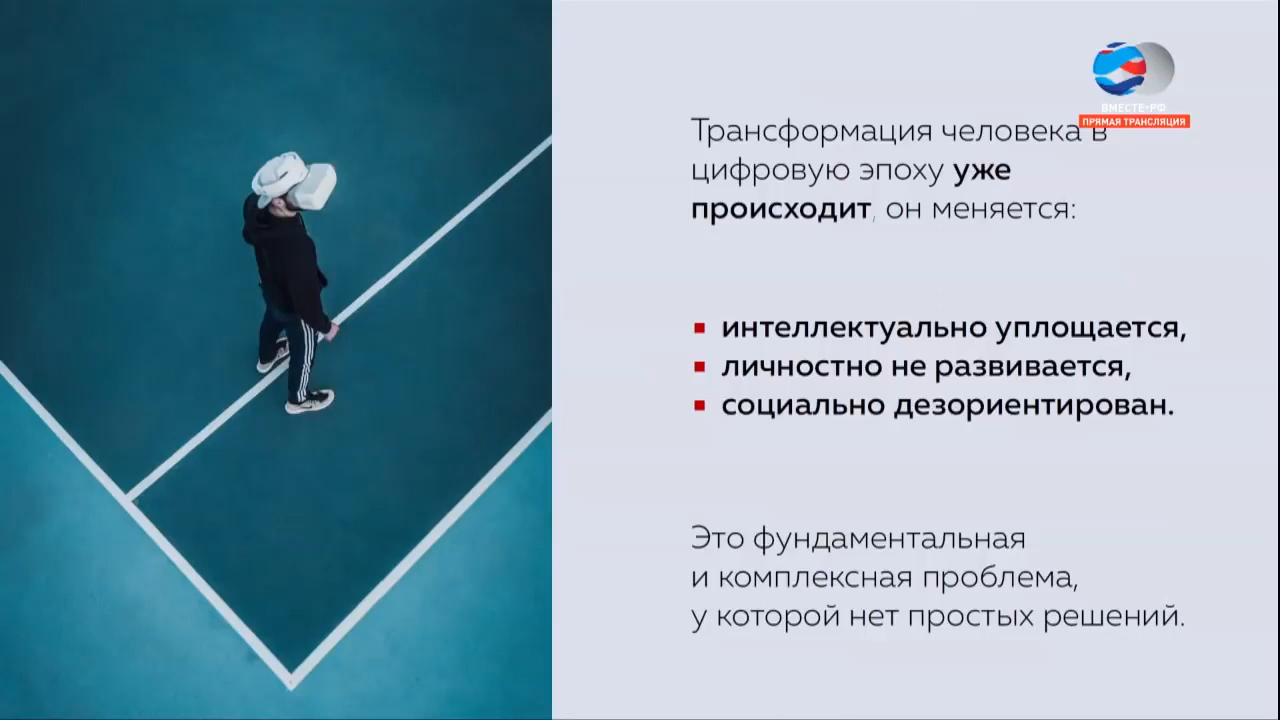 ВМЕСТЕ-РФ
ПРЯМАЯ ТРАНСЛЯЦИЯ
Трансформация человека в
цифровую эпоху уже
происходит, он меняется:
▪ интеллектуально уплощается,
▪ личностно не развивается,
▪ социально дезориентирован.
Это фундаментальная
и комплексная проблема,
у которой нет простых решений.